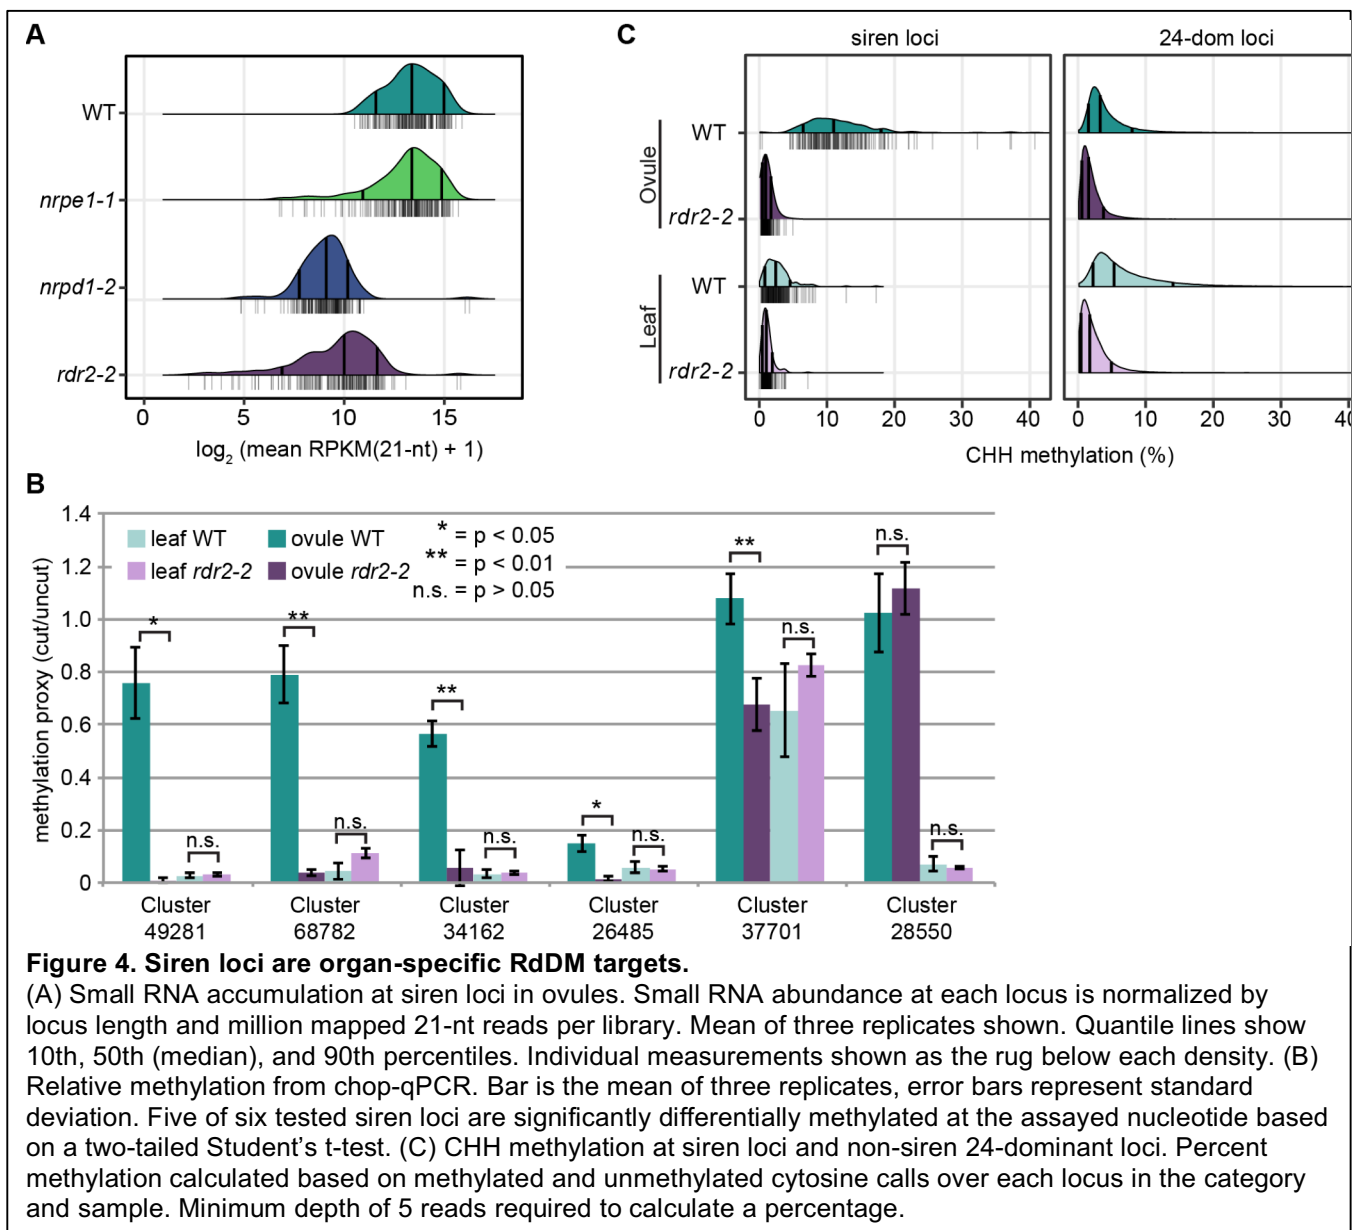 A
WT
nrpe1-1
nrpd1-2
rdr2-2
0 5 10 15
log2 (mean RPKM(21-nt) + 1)
C
siren loci 24-dom loci
Ovule
WT
rdr2-2
Leaf
WT
rdr2-2
0 10 20 30 40 0 10 20 30 40
CHH methylation (%)
B
methylation proxy (cut/uncut)
1.4
1.2
1.0
0.8
0.6
0.4
0.2
0
leaf WT ovule WT
leaf rdr2-2 ovule rdr2-2
* = p < 0.05
** = p < 0.01
n.s. = p > 0.05
* n.s.
** n.s.
** n.s.
* n.s.
** n.s.
n.s. n.s.
Cluster Cluster Cluster Cluster Cluster Cluster
49281 68782 34162 26485 37701 28550
Figure 4. Siren loci are organ-specific RdDM targets.
(A) Small RNA accumulation at siren loci in ovules. Small RNA abundance at each locus is normalized by
locus length and million mapped 21-nt reads per library. Mean of three replicates shown. Quantile lines show
10th, 50th (median), and 90th percentiles. Individual measurements shown as the rug below each density. (B)
Relative methylation from chop-qPCR. Bar is the mean of three replicates, error bars represent standard
deviation. Five of six tested siren loci are significantly differentially methylated at the assayed nucleotide based
on a two-tailed Student’s t-test. (C) CHH methylation at siren loci and non-siren 24-dominant loci. Percent
methylation calculated based on methylated and unmethylated cytosine calls over each locus in the category
and sample. Minimum depth of 5 reads required to calculate a percentage.